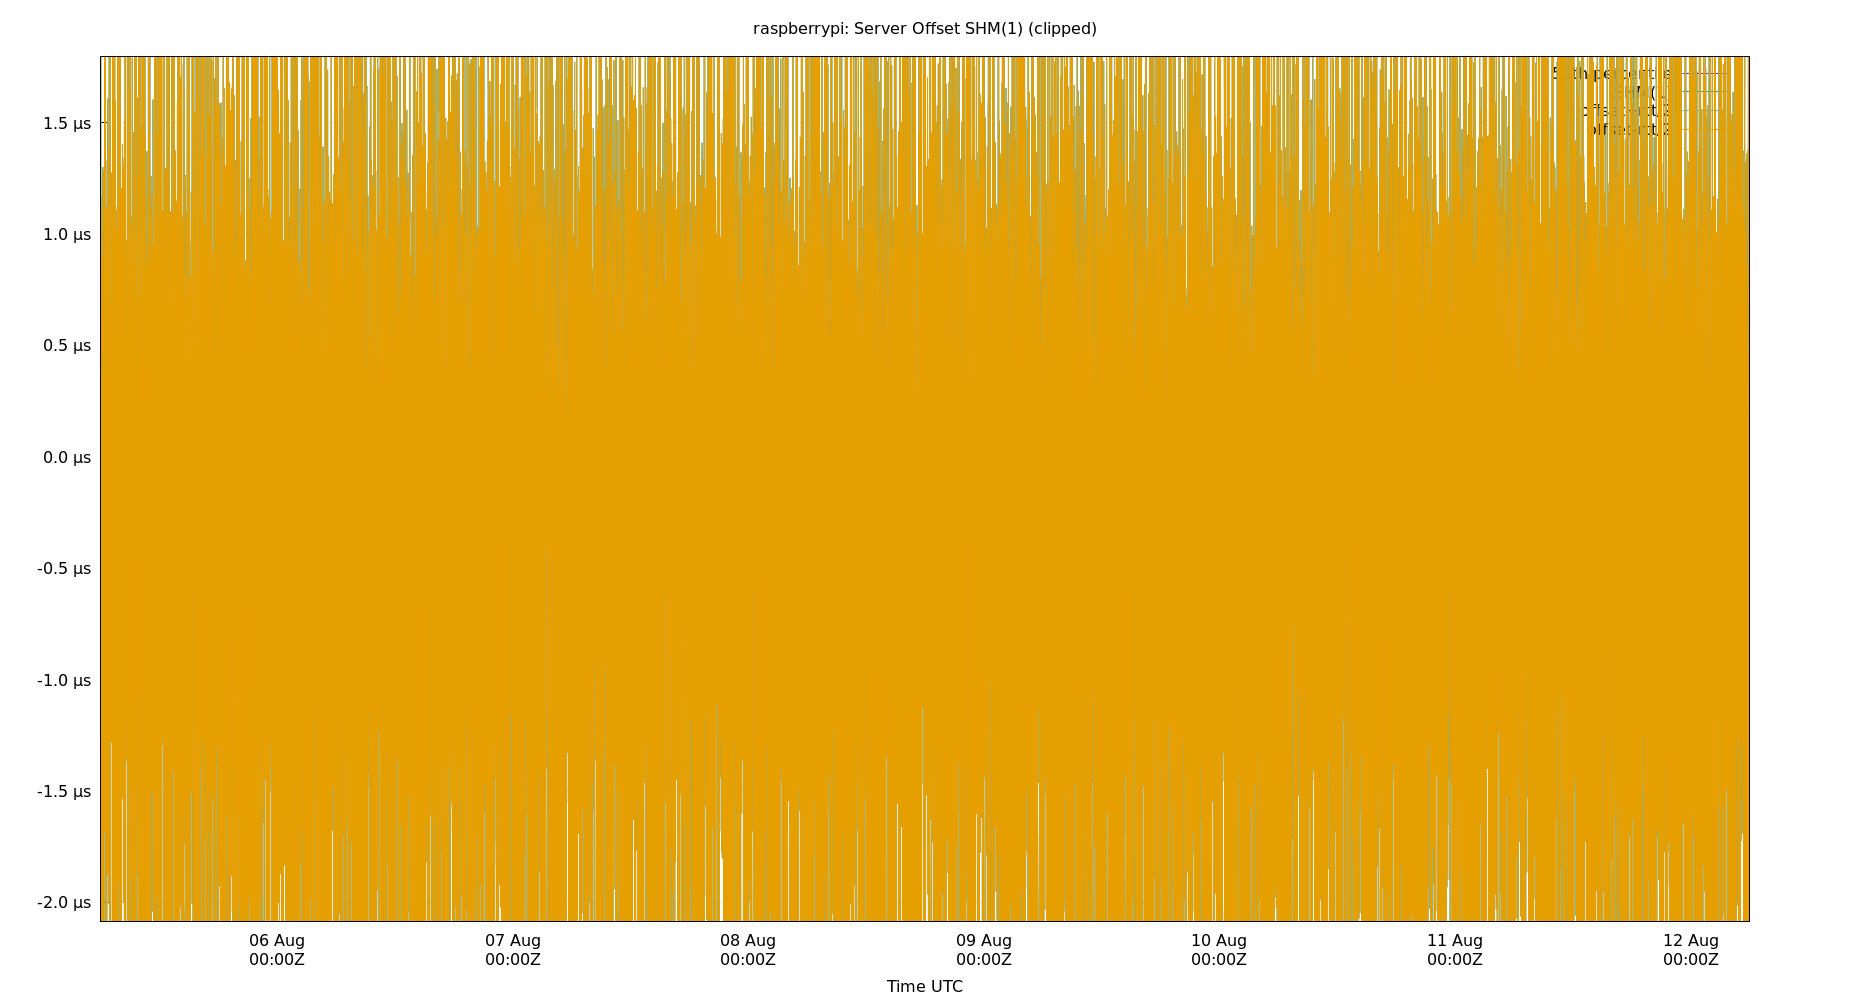 raspberrypi: Server Offset SHM(1) (clipped)
1.5 µs
1.0 µs
0.5 µs
0.0 µs
-0.5 µs
-1.0 µs
-1.5 µs
-2.0 µs
06 Aug
00:00Z
07 Aug
00:00Z
08 Aug
00:00Z
09 Aug
00:00Z
10 Aug
00:00Z
11 Aug
00:00Z
12 Aug
00:00Z
Time UTC